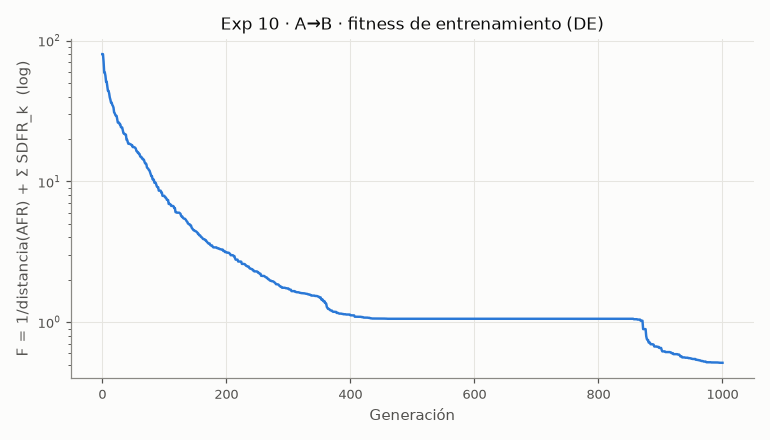 Exp 10 · A→B · fitness de entrenamiento (DE)
F = 1/distancia(AFR) + Σ SDFR_k (log)
10²
10¹
10⁰
0 200 400 600 800 1000
Generación